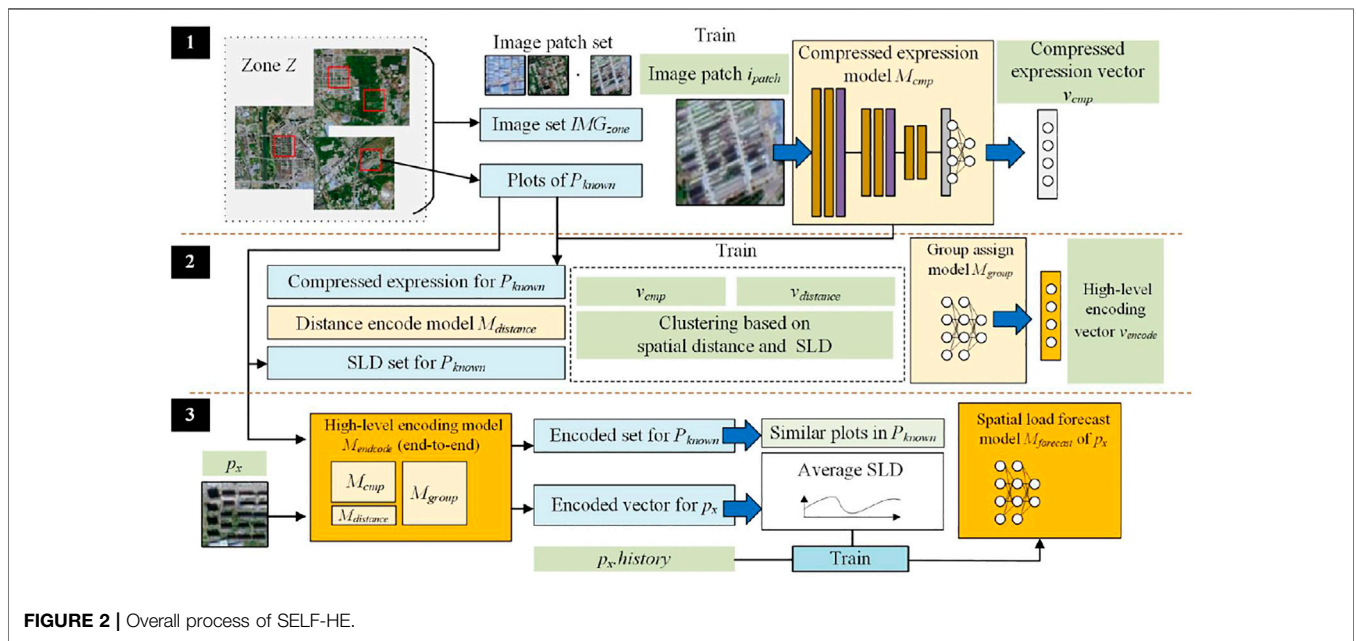 1
Zone Z
Image patch set
Image set IMG_zone
Plots of P_known
Train
Image patch i_patch
Compressed expression
model M_cmp
Compressed
expression vector
v_cmp
2
Compressed expression for P_known
Distance encode model M_distance
SLD set for P_known
Train
v_cmp
v_distance
Clustering based on
spatial distance and SLD
Group assign
model M_group
High-level
encoding
vector v_encode
3
p_x
High-level encoding model
M_endcode (end-to-end)
M_cmp
M_distance
M_group
Encoded set for P_known
Encoded vector for p_x
Similar plots in P_known
Average SLD
p_x.history
Train
Spatial load forecast
model M_forecast of p_x
FIGURE 2 | Overall process of SELF-HE.